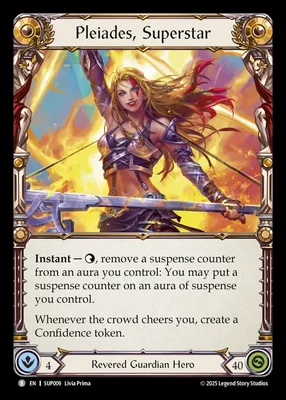 Pleiades, Superstar
Instant — , remove a suspense counter
from an aura you control: You may put a
suspense counter on an aura of suspense
you control.
Whenever the crowd cheers you, create a
Confidence token.
4
Revered Guardian Hero
40
R EN | SUP009 Livia Prima
© 2025 Legend Story Studios